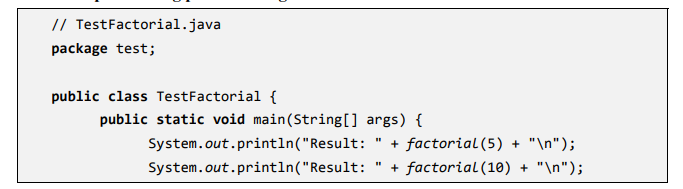 // TestFactorial.java
package test;
public class TestFactorial {
public static void main(String[] args) {
System.out.println("Result: " + factorial(5) + "\n");
System.out.println("Result: " + factorial(10) + "\n");